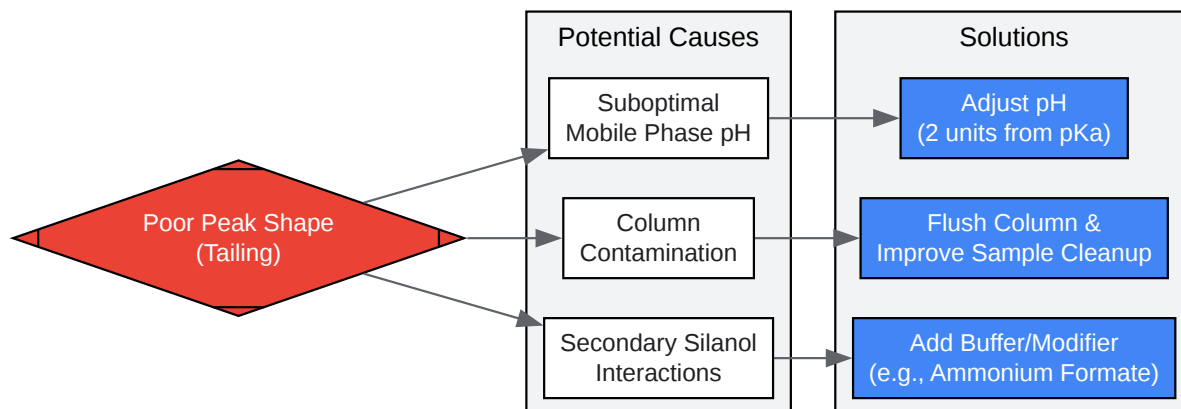 Potential Causes
Solutions
Suboptimal
Mobile Phase pH
Adjust pH
(2 units from pKa)
Poor Peak Shape
(Tailing)
Column
Contamination
Flush Column &
Improve Sample Cleanup
Secondary Silanol
Interactions
Add Buffer/Modifier
(e.g., Ammonium Formate)